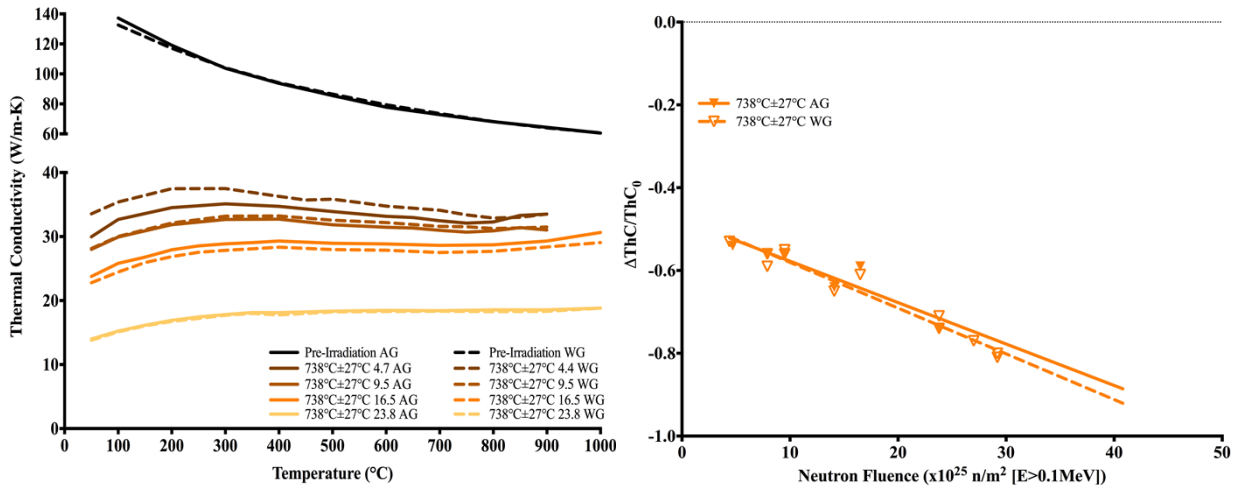 140
120
100
80
60
40
30
20
10
0
Thermal Conductivity (W/m-K)
Pre-Irradiation AG
738°C±27°C 4.7 AG
738°C±27°C 9.5 AG
738°C±27°C 16.5 AG
738°C±27°C 23.8 AG
Pre-Irradiation WG
738°C±27°C 4.4 WG
738°C±27°C 9.5 WG
738°C±27°C 16.5 WG
738°C±27°C 23.8 WG
0 100 200 300 400 500 600 700 800 900 1000
Temperature (°C)
0.0
-0.2
-0.4
-0.6
-0.8
-1.0
ΔThC/ThC₀
738°C±27°C AG
738°C±27°C WG
0 10 20 30 40 50
Neutron Fluence (x10²⁵ n/m² [E>0.1MeV])